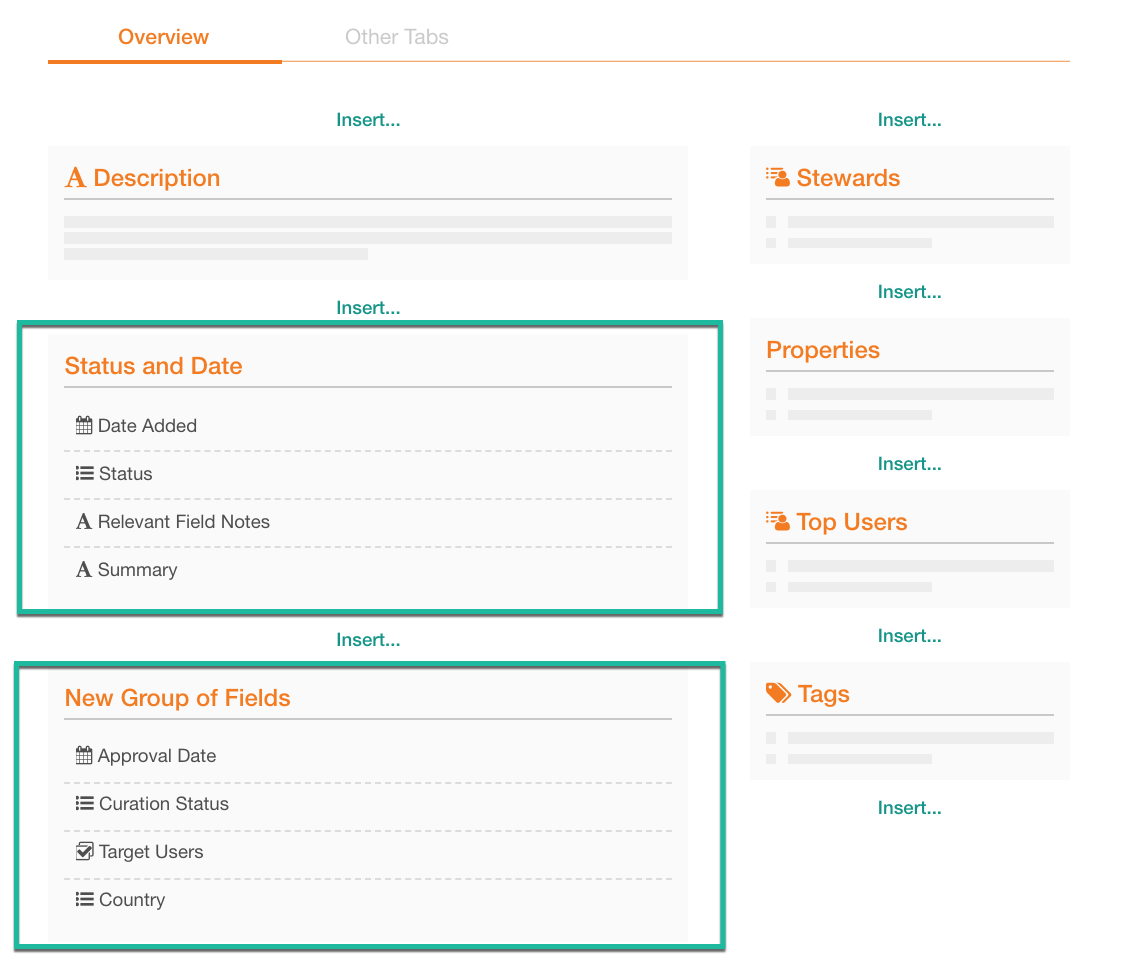 Overview
Other Tabs
Insert...
Description
Insert...
Status and Date
Date Added
Status
Relevant Field Notes
Summary
Insert...
New Group of Fields
Approval Date
Curation Status
Target Users
Country
Insert...
Stewards
Insert...
Properties
Insert...
Top Users
Insert...
Tags
Insert...